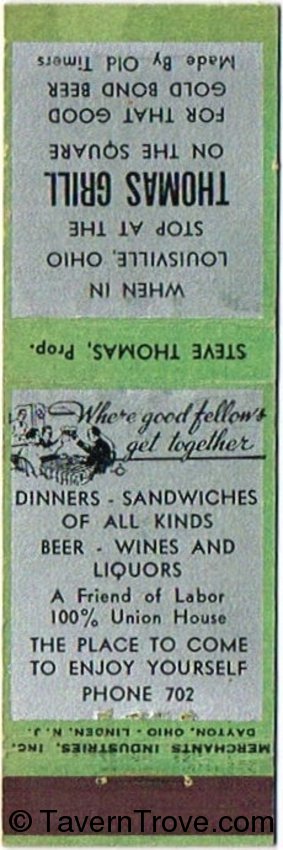 WHEN IN
LOUISVILLE, OHIO
STOP AT THE
THOMAS GRILL
ON THE SQUARE
FOR THAT GOOD
GOLD BOND BEER
Made By Old Timers
STEVE THOMAS, Prop.
Where good fellows
get together
DINNERS - SANDWICHES
OF ALL KINDS
BEER - WINES AND
LIQUORS
A Friend of Labor
100% Union House
THE PLACE TO COME
TO ENJOY YOURSELF
PHONE 702
MERCHANTS INDUSTRIES, INC.
DAYTON, OHIO - LINDEN, N. J.
© TavernTrove.com